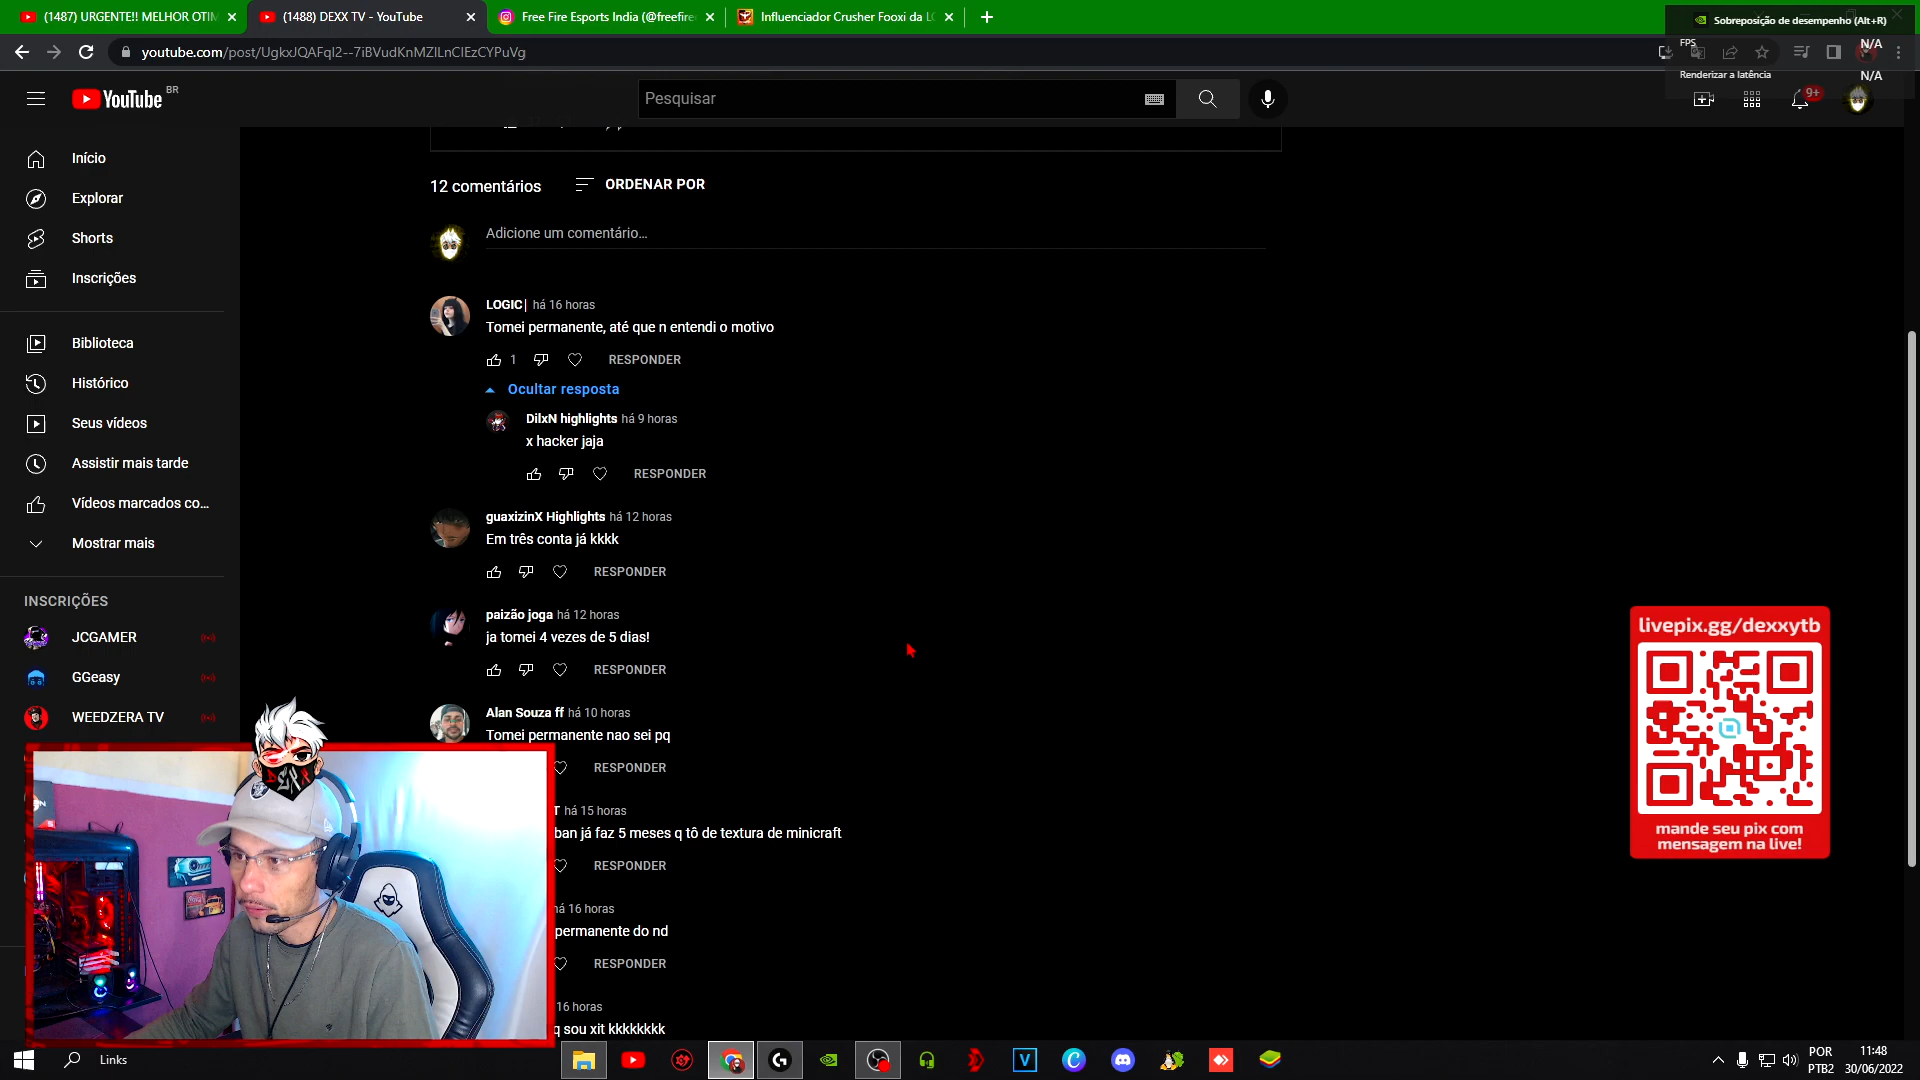 (1487) URGENTE!! MELHOR OTIM
(1488) DEXX TV - YouTube
Free Fire Esports India (@freefire
Influenciador Crusher Fooxi da LO
Sobreposição de desempenho (Alt+R)
FPS
N/A
Renderizar a latência
N/A
youtube.com/post/UgkxJQAFqI2--7iBVudKnMZILnCIEzCYPuVg
YouTube
BR
Pesquisar
9+
Início
Explorar
Shorts
Inscrições
Biblioteca
Histórico
Seus vídeos
Assistir mais tarde
Vídeos marcados co...
Mostrar mais
INSCRIÇÕES
JCGAMER
GGeasy
WEEDZERA TV
12 comentários
ORDENAR POR
Adicione um comentário...
LOGIC| há 16 horas
Tomei permanente, até que n entendi o motivo
1
RESPONDER
Ocultar resposta
DilxN highlights há 9 horas
x hacker jaja
RESPONDER
guaxizinX Highlights há 12 horas
Em três conta já kkkk
RESPONDER
paizão joga há 12 horas
ja tomei 4 vezes de 5 dias!
RESPONDER
Alan Souza ff há 10 horas
Tomei permanente nao sei pq
RESPONDER
T há 15 horas
ban já faz 5 meses q tô de textura de minicraft
RESPONDER
há 16 horas
permanente do nd
RESPONDER
16 horas
q sou xit kkkkkkkk
livepix.gg/dexxytb
mande seu pix com
mensagem na live!
Links
POR
PTB2
11:48
30/06/2022